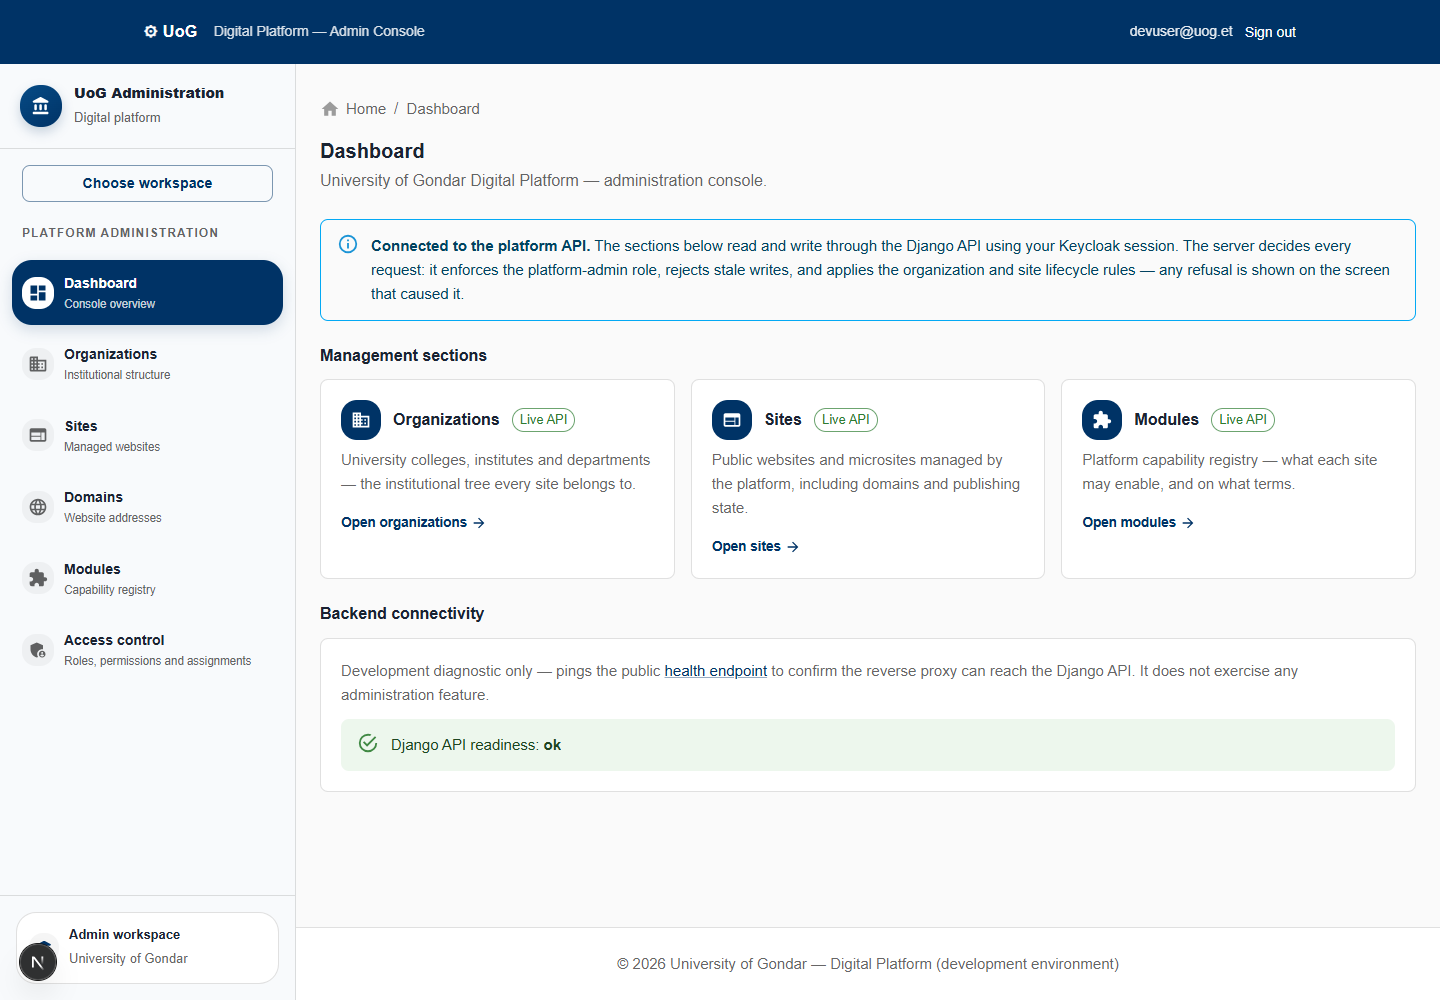 UoG Digital Platform — Admin Console
devuser@uog.et Sign out
UoG Administration
Digital platform
Choose workspace
PLATFORM ADMINISTRATION
Dashboard
Console overview
Organizations
Institutional structure
Sites
Managed websites
Domains
Website addresses
Modules
Capability registry
Access control
Roles, permissions and assignments
Admin workspace
University of Gondar
N
Home / Dashboard
Dashboard
University of Gondar Digital Platform — administration console.
Connected to the platform API. The sections below read and write through the Django API using your Keycloak session. The server decides every
request: it enforces the platform-admin role, rejects stale writes, and applies the organization and site lifecycle rules — any refusal is shown on the screen
that caused it.
Management sections
Organizations Live API
University colleges, institutes and departments
— the institutional tree every site belongs to.
Open organizations →
Sites Live API
Public websites and microsites managed by
the platform, including domains and publishing
state.
Open sites →
Modules Live API
Platform capability registry — what each site
may enable, and on what terms.
Open modules →
Backend connectivity
Development diagnostic only — pings the public health endpoint to confirm the reverse proxy can reach the Django API. It does not exercise any
administration feature.
Django API readiness: ok
© 2026 University of Gondar — Digital Platform (development environment)